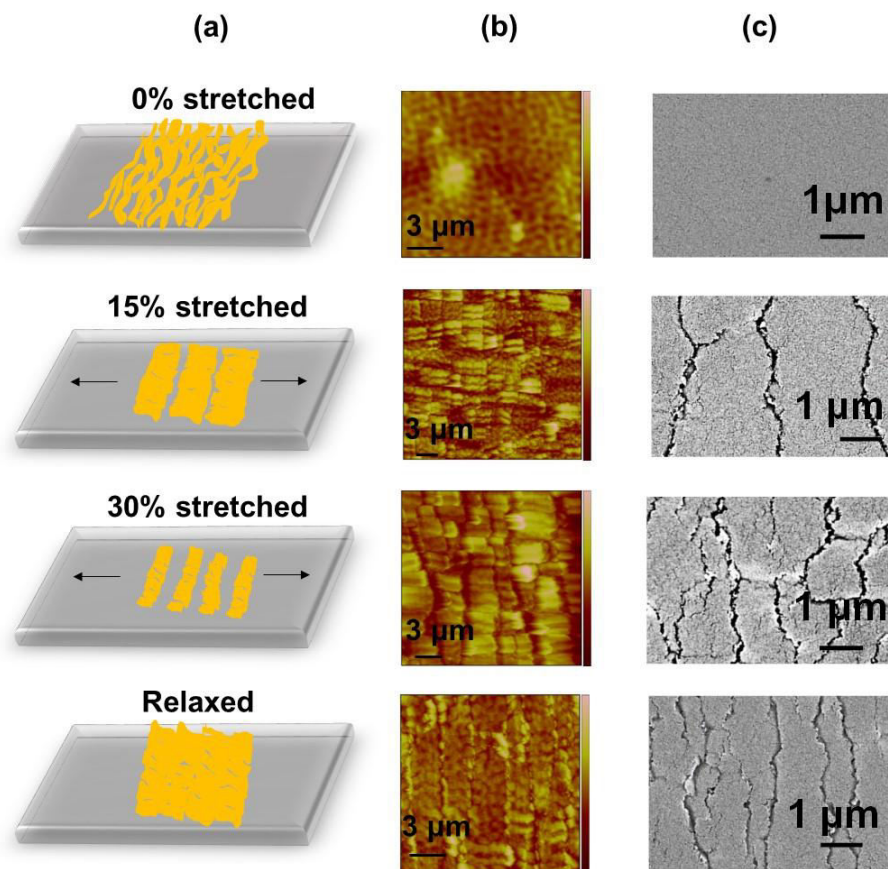 (a) (b) (c)
0% stretched
3 µm
1µm
15% stretched
3 µm
1 µm
30% stretched
3 µm
1 µm
Relaxed
3 µm
1 µm